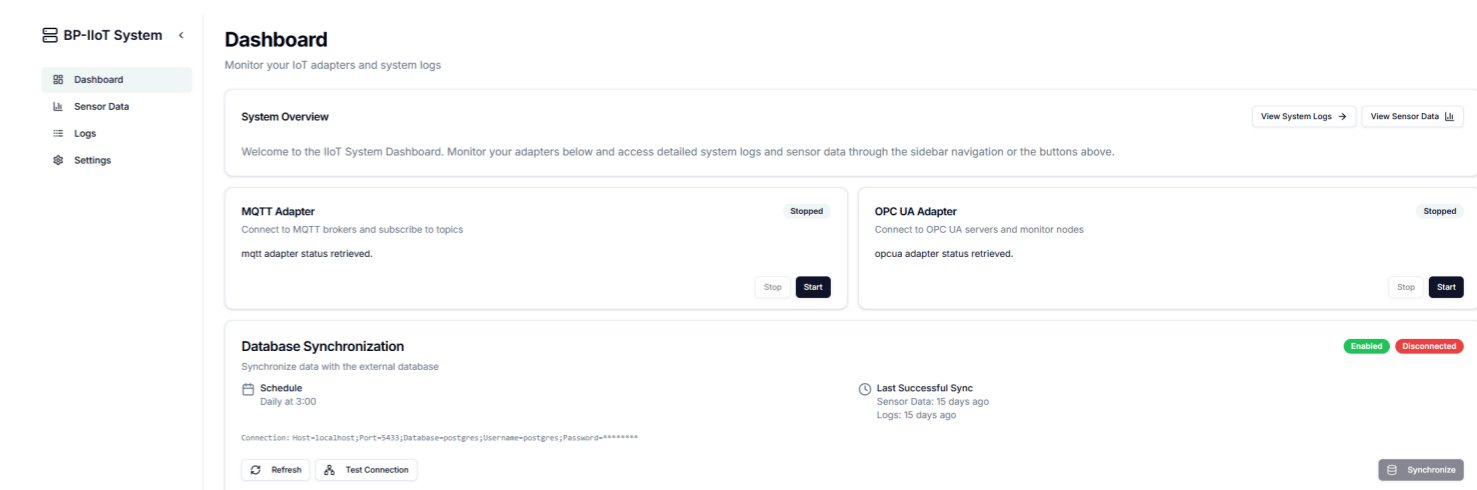 BP-IIoT System
Dashboard
Sensor Data
Logs
Settings
Dashboard
Monitor your IoT adapters and system logs
System Overview
View System Logs →
View Sensor Data
Welcome to the IIoT System Dashboard. Monitor your adapters below and access detailed system logs and sensor data through the sidebar navigation or the buttons above.
MQTT Adapter
Stopped
Connect to MQTT brokers and subscribe to topics
mqtt adapter status retrieved.
Stop
Start
OPC UA Adapter
Stopped
Connect to OPC UA servers and monitor nodes
opcua adapter status retrieved.
Stop
Start
Database Synchronization
Enabled
Disconnected
Synchronize data with the external database
Schedule
Daily at 3:00
Last Successful Sync
Sensor Data: 15 days ago
Logs: 15 days ago
Connection: Host=localhost;Port=5433;Database=postgres;Username=postgres;Password=********
Refresh
Test Connection
Synchronize